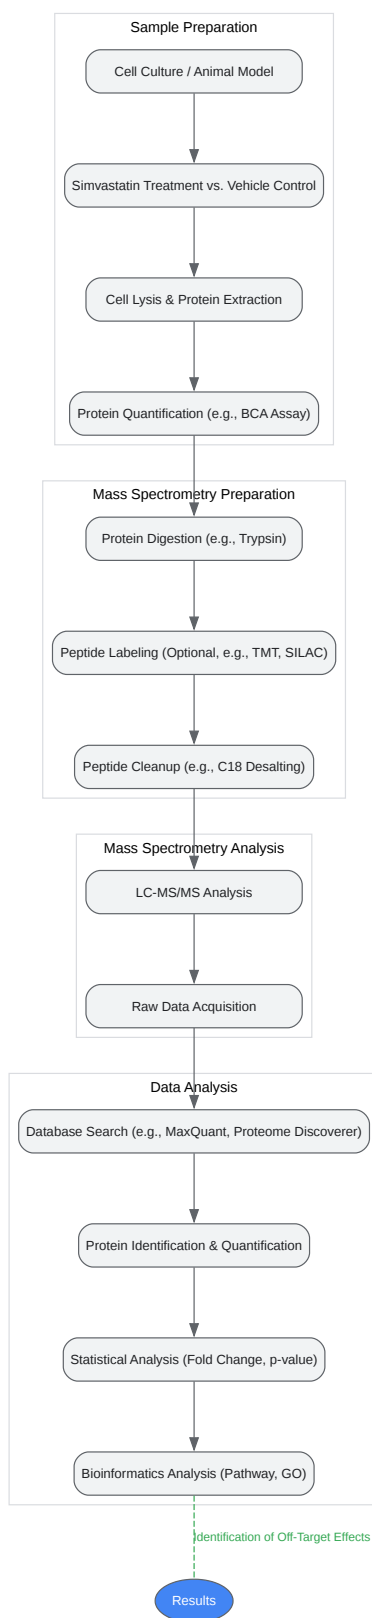 Sample Preparation
Cell Culture / Animal Model
Simvastatin Treatment vs. Vehicle Control
Cell Lysis & Protein Extraction
Protein Quantification (e.g., BCA Assay)
Mass Spectrometry Preparation
Protein Digestion (e.g., Trypsin)
Peptide Labeling (Optional, e.g., TMT, SILAC)
Peptide Cleanup (e.g., C18 Desalting)
Mass Spectrometry Analysis
LC-MS/MS Analysis
Raw Data Acquisition
Data Analysis
Database Search (e.g., MaxQuant, Proteome Discoverer)
Protein Identification & Quantification
Statistical Analysis (Fold Change, p-value)
Bioinformatics Analysis (Pathway, GO)
Identification of Off-Target Effects
Results